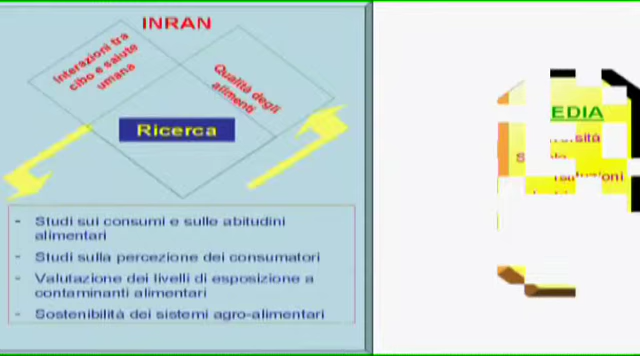 INRAN
Interazioni tra
cibo e salute
umana
Qualità degli
alimenti
Ricerca
- Studi sui consumi e sulle abitudini
alimentari
- Studi sulla percezione dei consumatori
- Valutazione dei livelli di esposizione a
contaminanti alimentari
- Sostenibilità dei sistemi agro-alimentari
EDIA